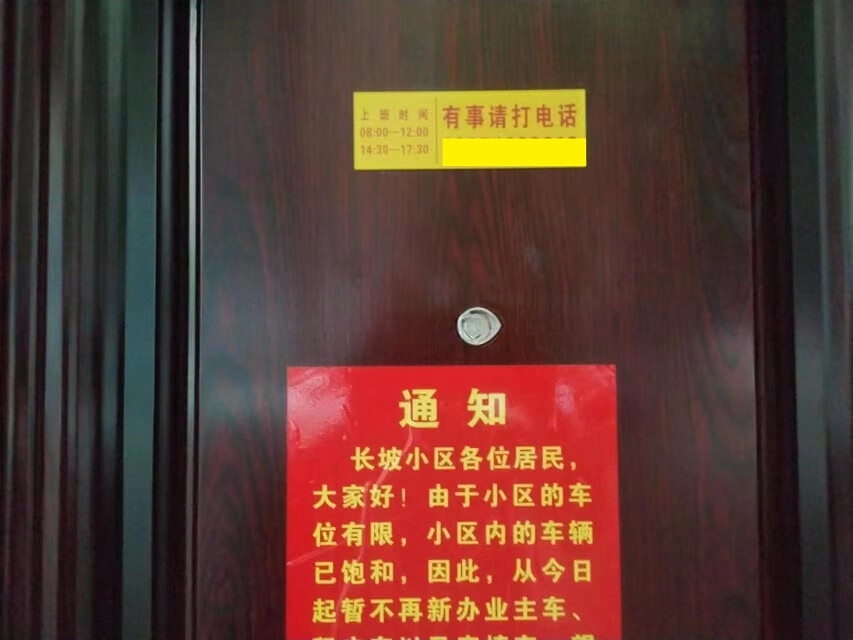 上班时间
08:00—12:00
14:30—17:30
有事请打电话
通知
长坡小区各位居民，
大家好！由于小区的车
位有限，小区内的车辆
已饱和，因此，从今日
起暂不再新办业主车、